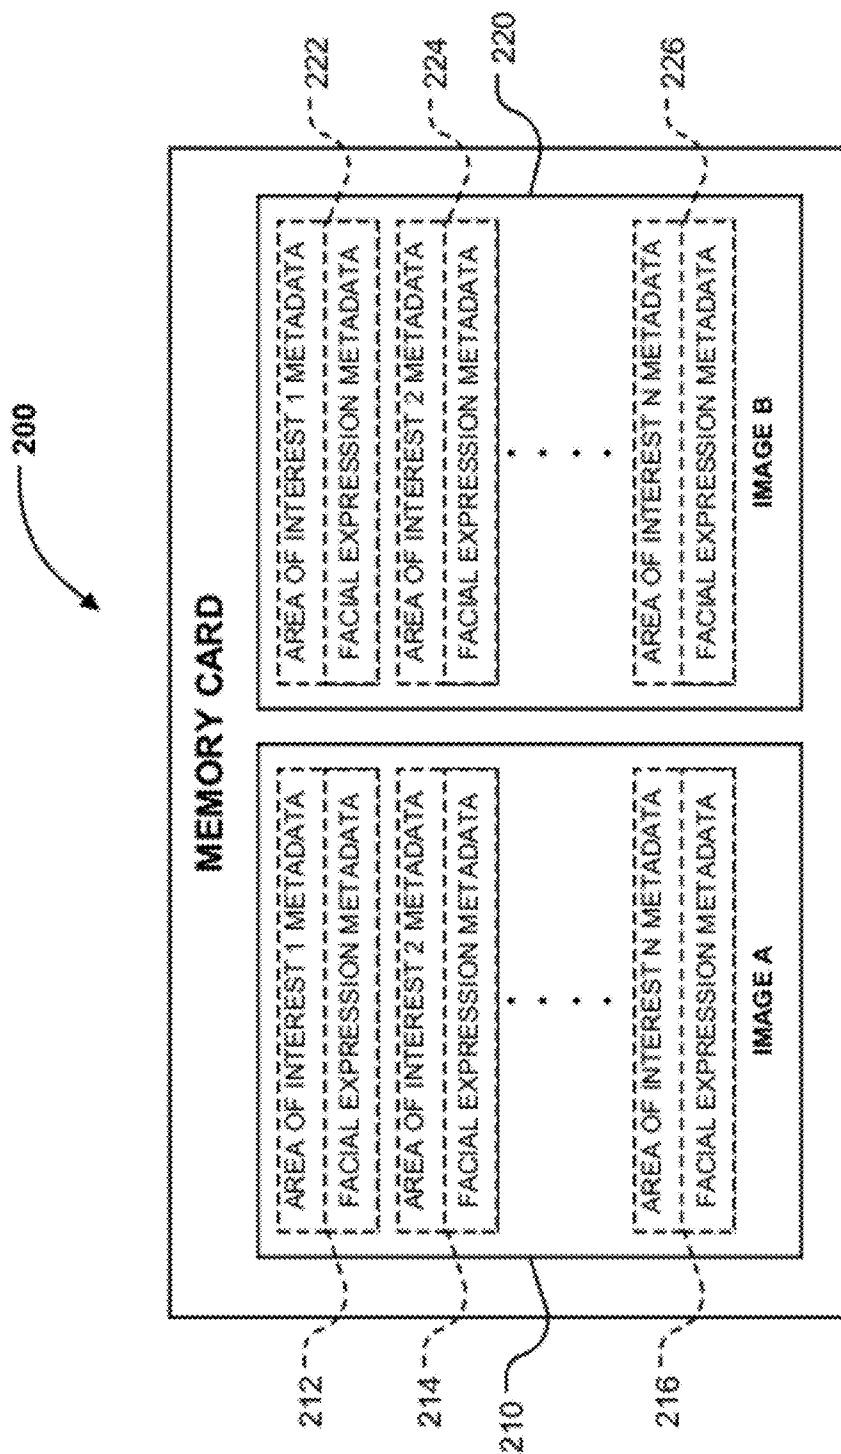 200
MEMORY CARD
212
AREA OF INTEREST 1 METADATA
FACIAL EXPRESSION METADATA
214
AREA OF INTEREST 2 METADATA
FACIAL EXPRESSION METADATA
210
216
AREA OF INTEREST N METADATA
FACIAL EXPRESSION METADATA
IMAGE A
222
AREA OF INTEREST 1 METADATA
FACIAL EXPRESSION METADATA
224
AREA OF INTEREST 2 METADATA
FACIAL EXPRESSION METADATA
220
226
AREA OF INTEREST N METADATA
FACIAL EXPRESSION METADATA
IMAGE B